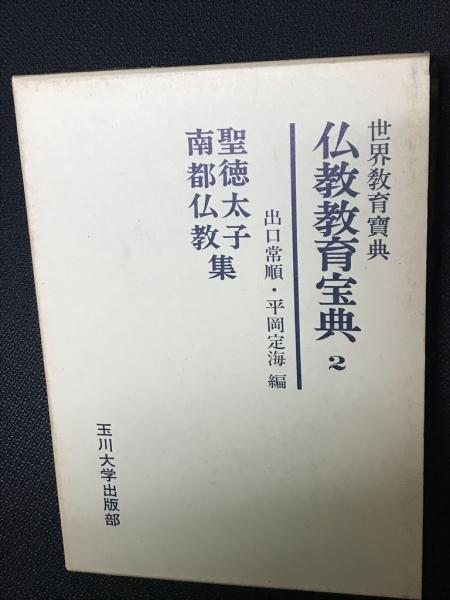 世界教育寶典
仏教教育宝典 2
出口常順・平岡定海 編
聖徳太子
南都仏教集
玉川大学出版部